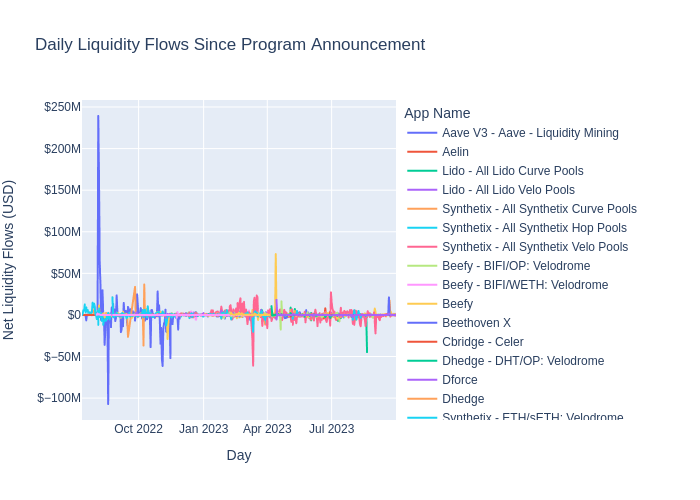 Daily Liquidity Flows Since Program Announcement
$250M
$200M
$150M
$100M
$50M
$0
$−50M
$−100M
Net Liquidity Flows (USD)
Oct 2022
Jan 2023
Apr 2023
Jul 2023
Day
App Name
Aave V3 - Aave - Liquidity Mining
Aelin
Lido - All Lido Curve Pools
Lido - All Lido Velo Pools
Synthetix - All Synthetix Curve Pools
Synthetix - All Synthetix Hop Pools
Synthetix - All Synthetix Velo Pools
Beefy - BIFI/OP: Velodrome
Beefy - BIFI/WETH: Velodrome
Beefy
Beethoven X
Cbridge - Celer
Dhedge - DHT/OP: Velodrome
Dforce
Dhedge
Synthetix - ETH/sETH: Velodrome